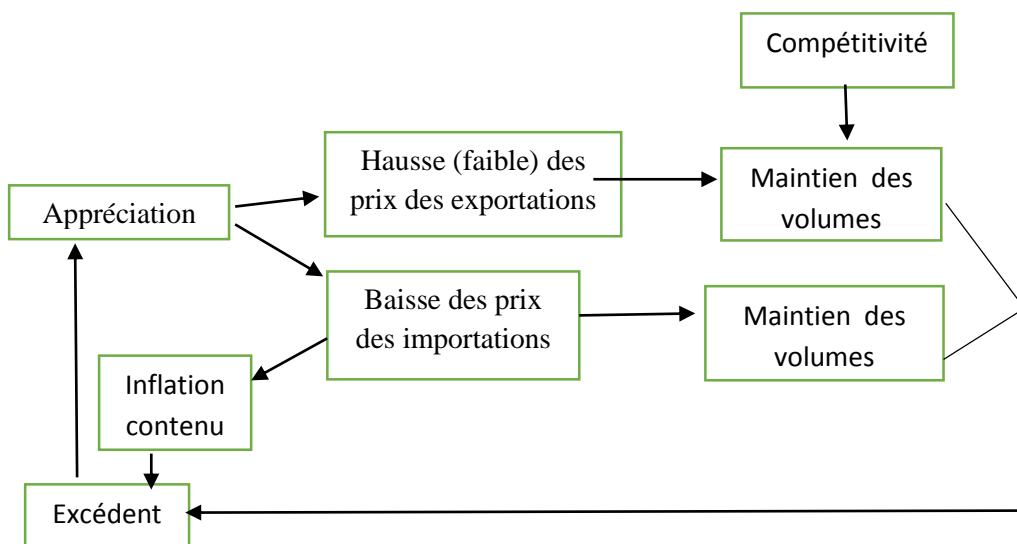 Compétitivité
Hausse (faible) des
prix des exportations
Maintien des
volumes
Appréciation
Baisse des prix
des importations
Maintien des
volumes
Inflation
contenu
Excédent